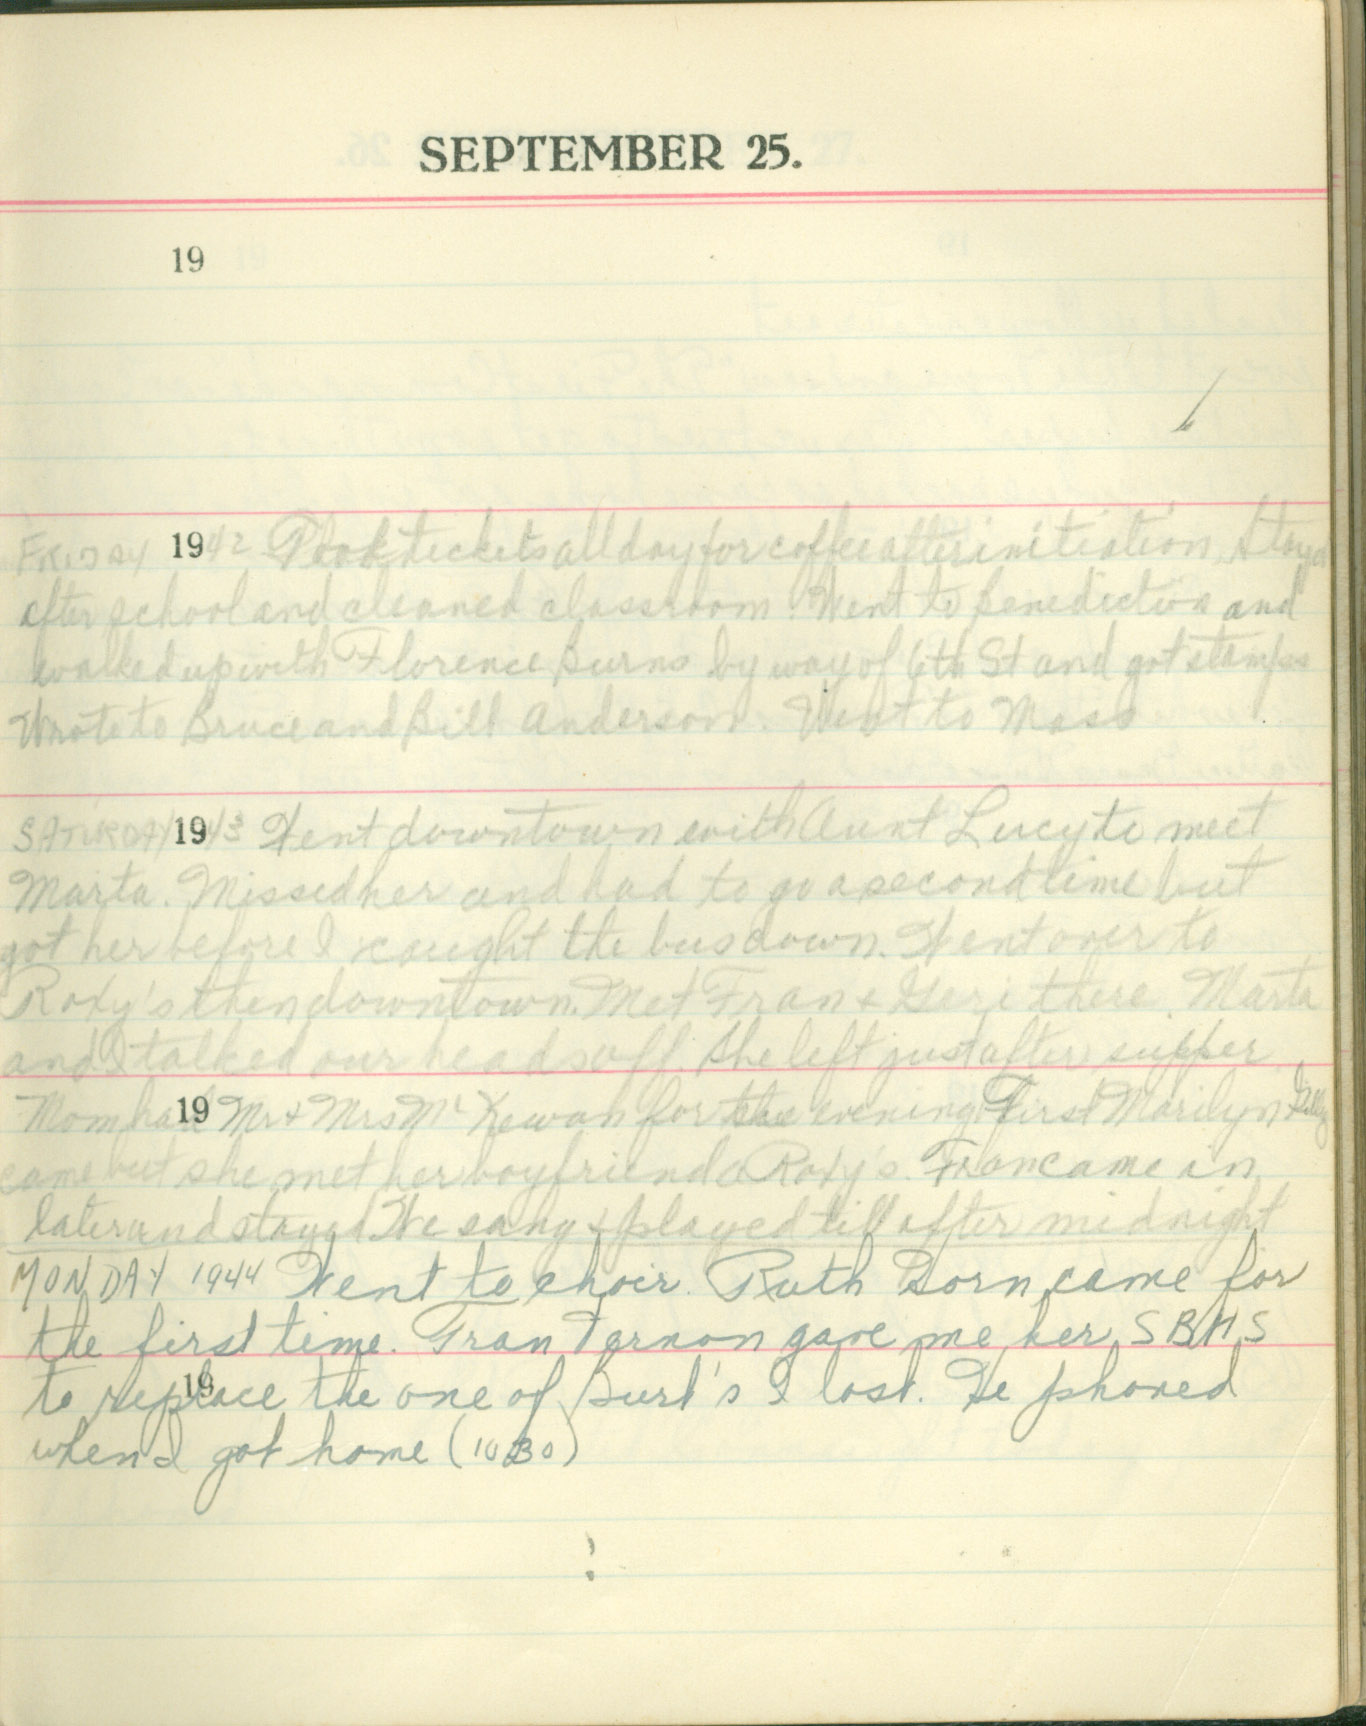 SEPTEMBER 25.
19
FRIDAY 1942 Took tickets all day for coffee after initiation. Stayed
after school and cleaned classroom. Went to Benediction and
walked up with Florence Burns by way of 6th St and got stamps
Wrote to Bruce and Bill Anderson. Went to Mass
SATURDAY 1943 Went downtown with Aunt Lucy to meet
Marta. Missed her and had to go a second time but
got her before I caught the bus down. Went over to
Roxy's then downtown. Met Fran & Geri there. Marta
and I talked our heads off. She left just after supper
19
Mom had Mr & Mrs Mc Kewan for the evening. First Marilyn
came but she met her boyfriend @ Roxy's. Fran came in
later and stayed. We sang & played till after midnight
MONDAY 1944 Went to choir. Ruth Born came for
the first time. Fran Vernon gave me her SBHS
19
to replace the one of Burt's I lost. He phoned
when I got home (1030)